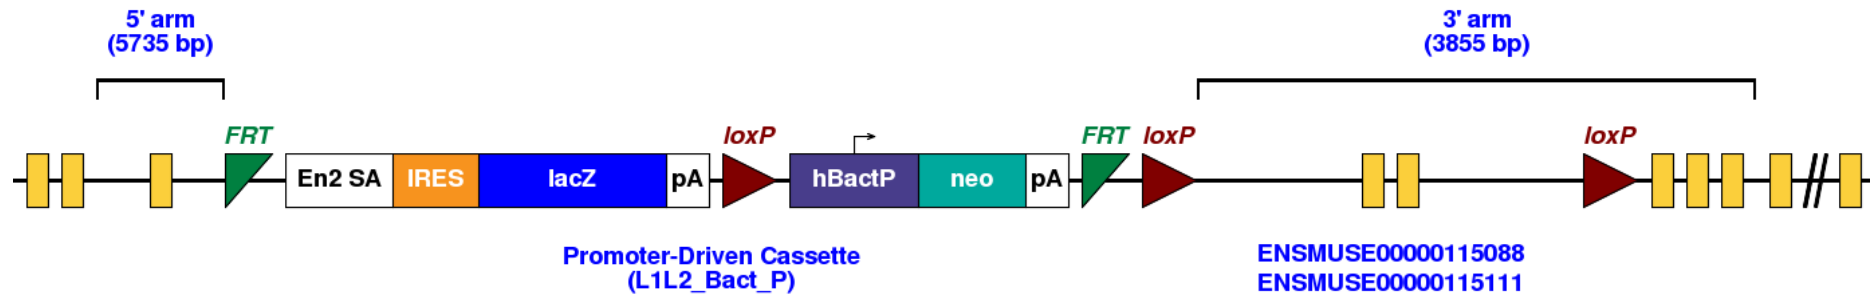 5' arm
(5735 bp)
3' arm
(3855 bp)
FRT
loxP
FRT
loxP
loxP
En2 SA
IRES
lacZ
pA
hBactP
neo
pA
Promoter-Driven Cassette
(L1L2_Bact_P)
ENSMUSE00000115088
ENSMUSE00000115111